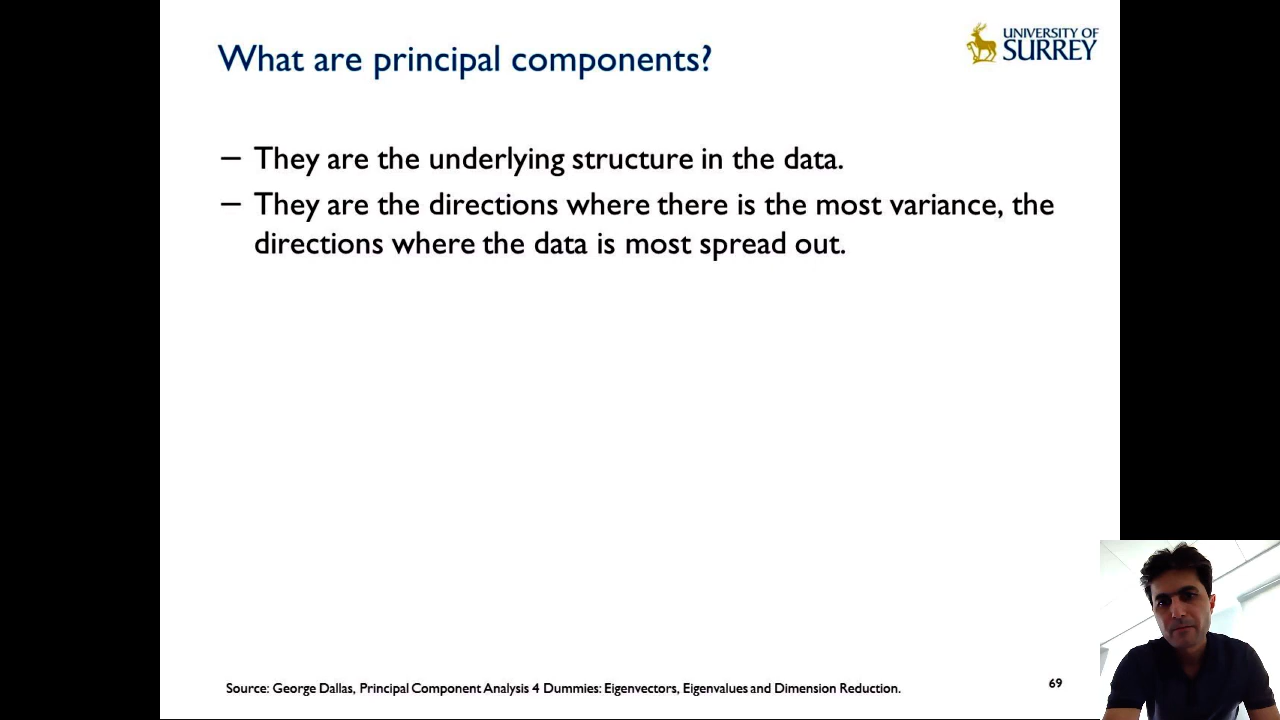 What are principal components?
UNIVERSITY OF
SURREY
– They are the underlying structure in the data.
– They are the directions where there is the most variance, the
directions where the data is most spread out.
Source: George Dallas, Principal Component Analysis 4 Dummies: Eigenvectors, Eigenvalues and Dimension Reduction.
69